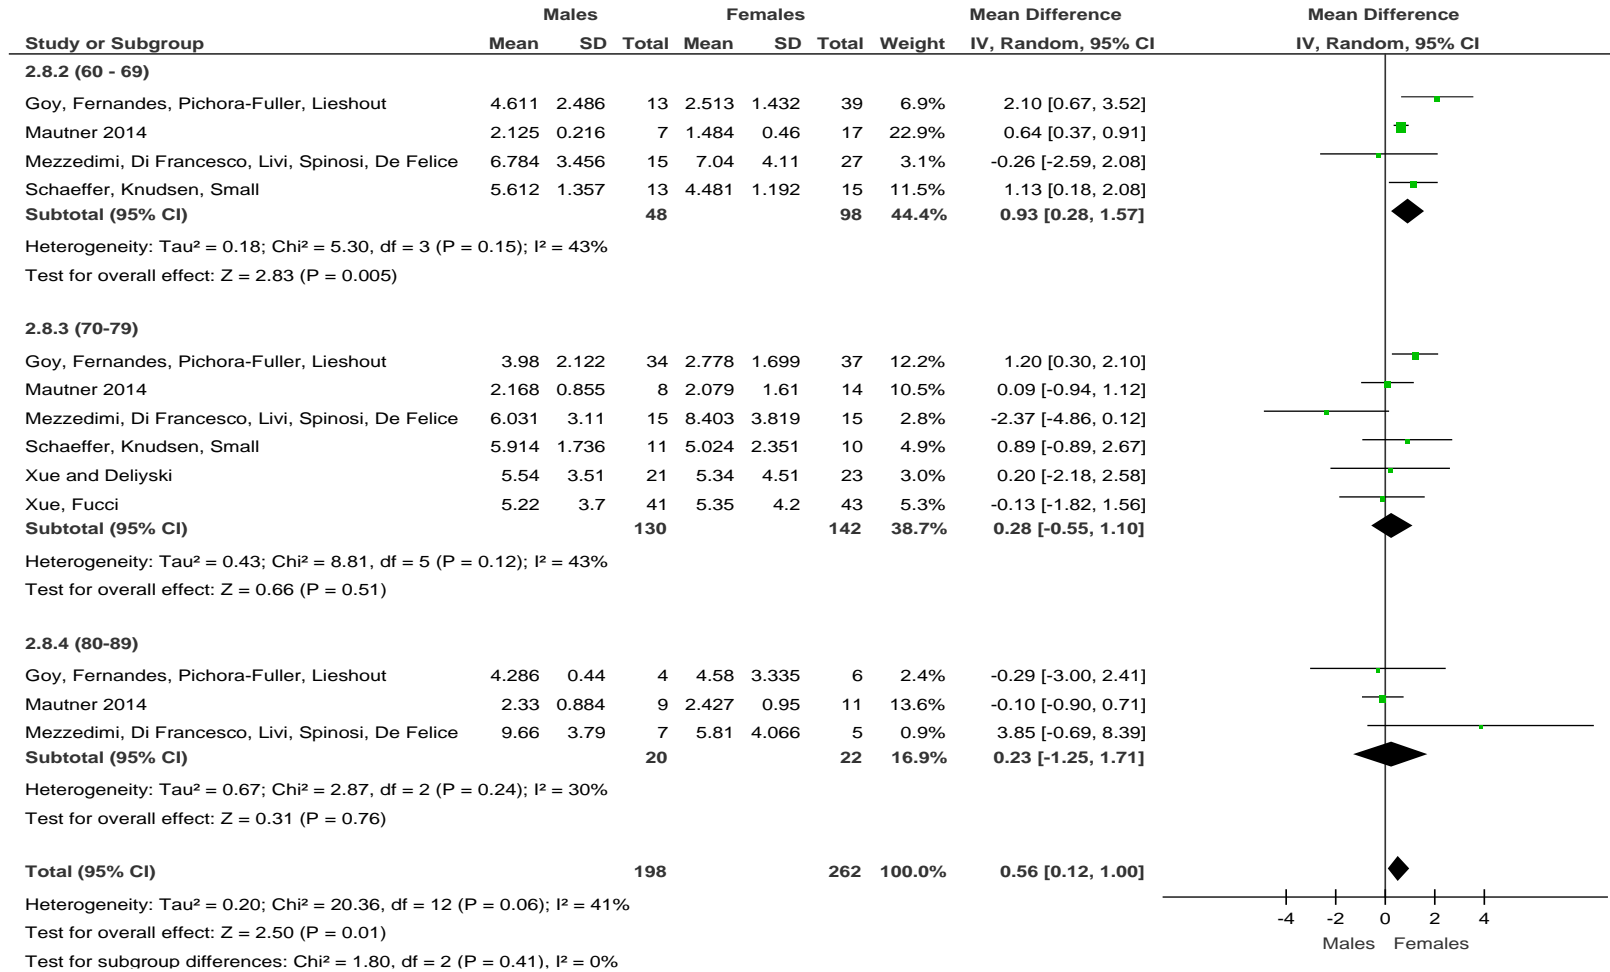 Males Females Mean Difference Mean Difference
Study or Subgroup Mean SD Total Mean SD Total Weight IV, Random, 95% CI IV, Random, 95% CI
2.8.2 (60 - 69)
Goy, Fernandes, Pichora-Fuller, Lieshout 4.611 2.486 13 2.513 1.432 39 6.9% 2.10 [0.67, 3.52]
Mautner 2014 2.125 0.216 7 1.484 0.46 17 22.9% 0.64 [0.37, 0.91]
Mezzedimi, Di Francesco, Livi, Spinosi, De Felice 6.784 3.456 15 7.04 4.11 27 3.1% -0.26 [-2.59, 2.08]
Schaeffer, Knudsen, Small 5.612 1.357 13 4.481 1.192 15 11.5% 1.13 [0.18, 2.08]
Subtotal (95% CI) 48 98 44.4% 0.93 [0.28, 1.57]
Heterogeneity: Tau² = 0.18; Chi² = 5.30, df = 3 (P = 0.15); I² = 43%
Test for overall effect: Z = 2.83 (P = 0.005)
2.8.3 (70-79)
Goy, Fernandes, Pichora-Fuller, Lieshout 3.98 2.122 34 2.778 1.699 37 12.2% 1.20 [0.30, 2.10]
Mautner 2014 2.168 0.855 8 2.079 1.61 14 10.5% 0.09 [-0.94, 1.12]
Mezzedimi, Di Francesco, Livi, Spinosi, De Felice 6.031 3.11 15 8.403 3.819 15 2.8% -2.37 [-4.86, 0.12]
Schaeffer, Knudsen, Small 5.914 1.736 11 5.024 2.351 10 4.9% 0.89 [-0.89, 2.67]
Xue and Deliyski 5.54 3.51 21 5.34 4.51 23 3.0% 0.20 [-2.18, 2.58]
Xue, Fucci 5.22 3.7 41 5.35 4.2 43 5.3% -0.13 [-1.82, 1.56]
Subtotal (95% CI) 130 142 38.7% 0.28 [-0.55, 1.10]
Heterogeneity: Tau² = 0.43; Chi² = 8.81, df = 5 (P = 0.12); I² = 43%
Test for overall effect: Z = 0.66 (P = 0.51)
2.8.4 (80-89)
Goy, Fernandes, Pichora-Fuller, Lieshout 4.286 0.44 4 4.58 3.335 6 2.4% -0.29 [-3.00, 2.41]
Mautner 2014 2.33 0.884 9 2.427 0.95 11 13.6% -0.10 [-0.90, 0.71]
Mezzedimi, Di Francesco, Livi, Spinosi, De Felice 9.66 3.79 7 5.81 4.066 5 0.9% 3.85 [-0.69, 8.39]
Subtotal (95% CI) 20 22 16.9% 0.23 [-1.25, 1.71]
Heterogeneity: Tau² = 0.67; Chi² = 2.87, df = 2 (P = 0.24); I² = 30%
Test for overall effect: Z = 0.31 (P = 0.76)
Total (95% CI) 198 262 100.0% 0.56 [0.12, 1.00]
Heterogeneity: Tau² = 0.20; Chi² = 20.36, df = 12 (P = 0.06); I² = 41%
Test for overall effect: Z = 2.50 (P = 0.01)
Test for subgroup differences: Chi² = 1.80, df = 2 (P = 0.41), I² = 0%
-4 -2 0 2 4
Males Females